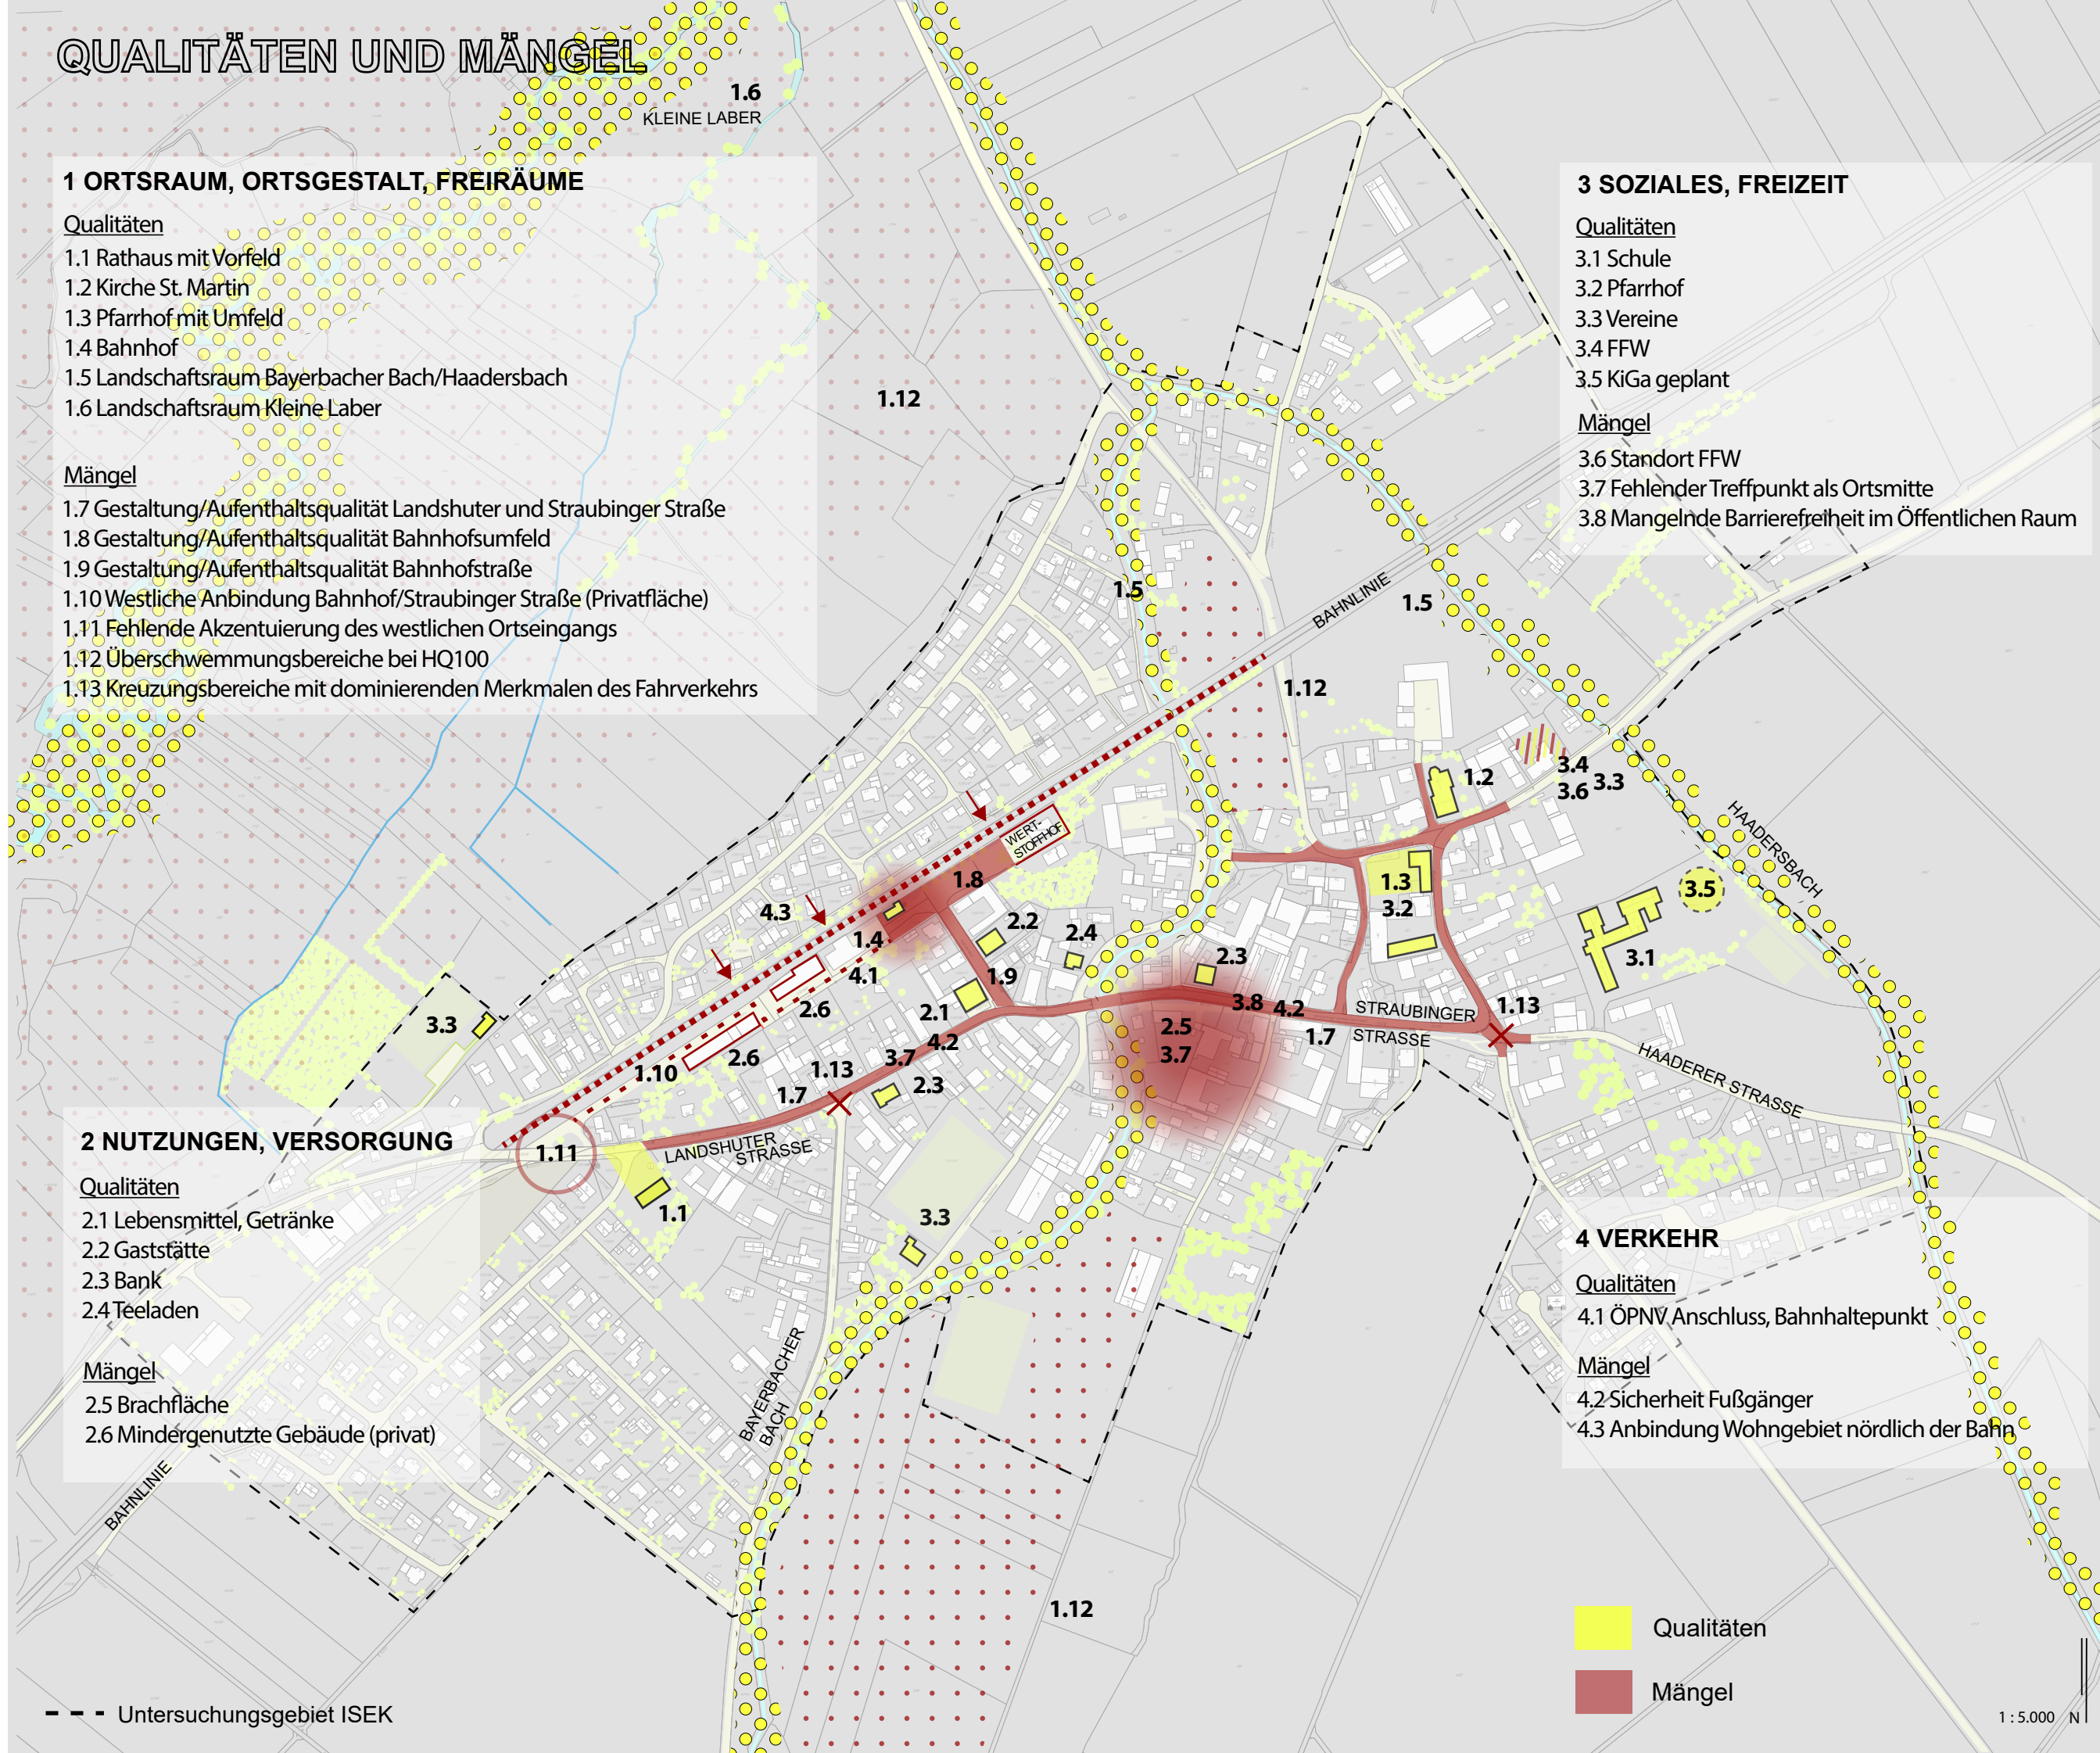 QUALITÄTEN UND MÄNGEL
1 ORTSRAUM, ORTSGESTALT, FREIRÄUME
Qualitäten
1.1 Rathaus mit Vorfeld
1.2 Kirche St. Martin
1.3 Pfarrhof mit Umfeld
1.4 Bahnhof
1.5 Landschaftsraum Bayerbacher Bach/Haadersbach
1.6 Landschaftsraum Kleine Laber
Mängel
1.7 Gestaltung/Aufenthaltsqualität Landshuter und Straubinger Straße
1.8 Gestaltung/Aufenthaltsqualität Bahnhofsumfeld
1.9 Gestaltung/Aufenthaltsqualität Bahnhofstraße
1.10 Westliche Anbindung Bahnhof/Straubinger Straße (Privatfläche)
1.11 Fehlende Akzentuierung des westlichen Ortseingangs
1.12 Überschwemmungsbereiche bei HQ100
1.13 Kreuzungsbereiche mit dominierenden Merkmalen des Fahrverkehrs
3 SOZIALES, FREIZEIT
Qualitäten
3.1 Schule
3.2 Pfarrhof
3.3 Vereine
3.4 FFW
3.5 KiGa geplant
Mängel
3.6 Standort FFW
3.7 Fehlender Treffpunkt als Ortsmitte
3.8 Mangelnde Barrierefreiheit im Öffentlichen Raum
2 NUTZUNGEN, VERSORGUNG
Qualitäten
2.1 Lebensmittel, Getränke
2.2 Gaststätte
2.3 Bank
2.4 Teeladen
Mängel
2.5 Brachfläche
2.6 Mindergenutzte Gebäude (privat)
4 VERKEHR
Qualitäten
4.1 ÖPNV Anschluss, Bahnhaltepunkt
Mängel
4.2 Sicherheit Fußgänger
4.3 Anbindung Wohngebiet nördlich der Bahn
1.6
KLEINE LABER
1.12
1.5
BAHNLINIE
1.5
1.12
1.2
3.4
3.6
3.3
HAADERSBACH
WERT-
STOFFHOF
1.8
4.3
1.4
4.1
2.2
2.4
1.3
3.2
3.5
3.1
2.3
1.9
2.1
2.6
3.3
4.2
3.8
4.2
STRAUBINGER
STRASSE
1.13
2.5
3.7
1.7
2.6
1.10
3.7
1.13
1.7
2.3
HAADERER STRASSE
1.11
LANDSHUTER
STRASSE
1.1
3.3
BAYERBACHER
BACH
BAHNLINIE
1.12
Untersuchungsgebiet ISEK
Qualitäten
Mängel
1 : 5.000 N